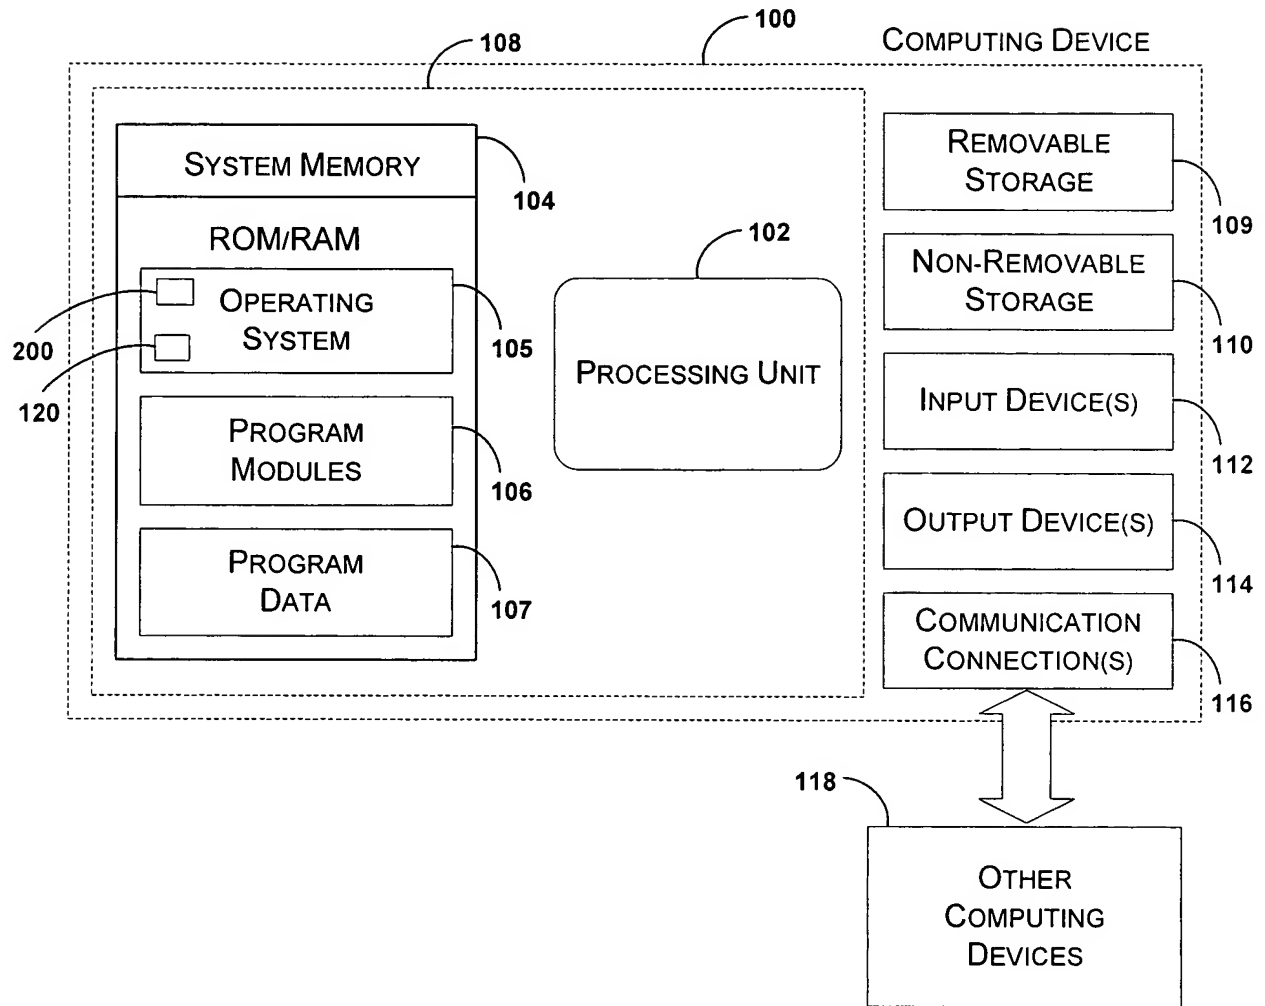 100
COMPUTING DEVICE
108
SYSTEM MEMORY
104
ROM/RAM
OPERATING
SYSTEM
200
120
105
PROGRAM
MODULES
106
PROGRAM
DATA
107
102
PROCESSING UNIT
REMOVABLE
STORAGE
109
NON-REMOVABLE
STORAGE
110
INPUT DEVICE(S)
112
OUTPUT DEVICE(S)
114
COMMUNICATION
CONNECTION(S)
116
118
OTHER
COMPUTING
DEVICES